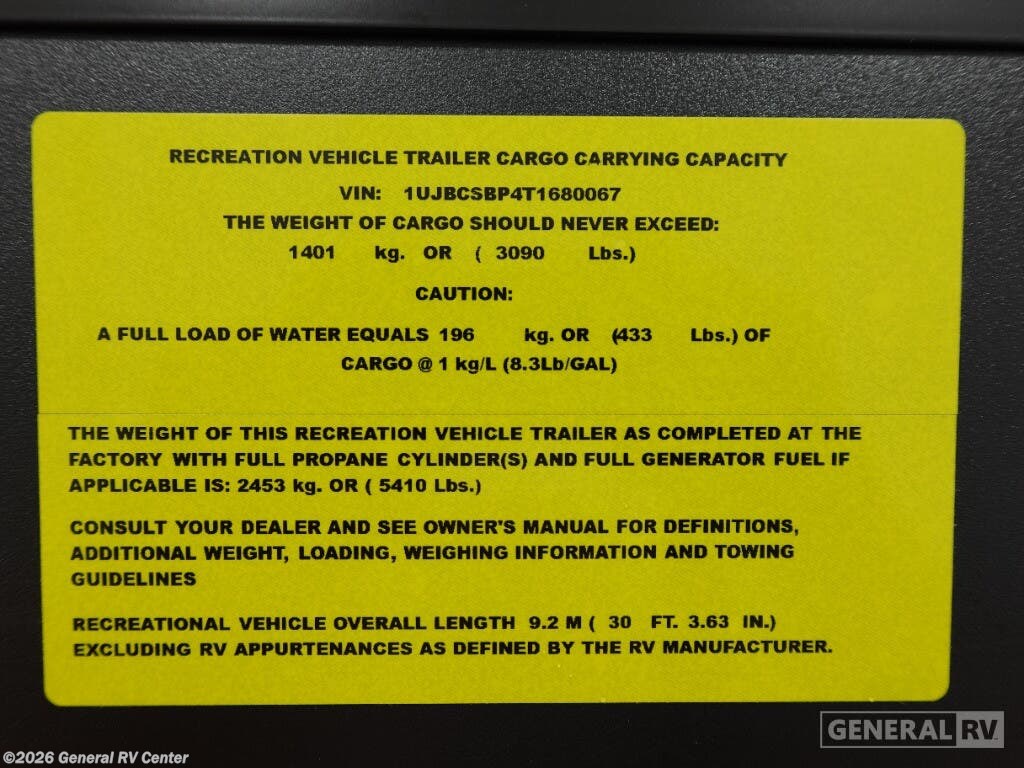 RECREATION VEHICLE TRAILER CARGO CARRYING CAPACITY
VIN: 1UJBCSBP4T1680067
THE WEIGHT OF CARGO SHOULD NEVER EXCEED:
1401 kg. OR ( 3090 Lbs.)
CAUTION:
A FULL LOAD OF WATER EQUALS 196 kg. OR (433 Lbs.) OF
CARGO @ 1 kg/L (8.3Lb/GAL)
THE WEIGHT OF THIS RECREATION VEHICLE TRAILER AS COMPLETED AT THE
FACTORY WITH FULL PROPANE CYLINDER(S) AND FULL GENERATOR FUEL IF
APPLICABLE IS: 2453 kg. OR ( 5410 Lbs.)
CONSULT YOUR DEALER AND SEE OWNER'S MANUAL FOR DEFINITIONS,
ADDITIONAL WEIGHT, LOADING, WEIGHING INFORMATION AND TOWING
GUIDELINES
RECREATIONAL VEHICLE OVERALL LENGTH 9.2 M ( 30 FT. 3.63 IN.)
EXCLUDING RV APPURTENANCES AS DEFINED BY THE RV MANUFACTURER.
GENERAL RV
©2026 General RV Center